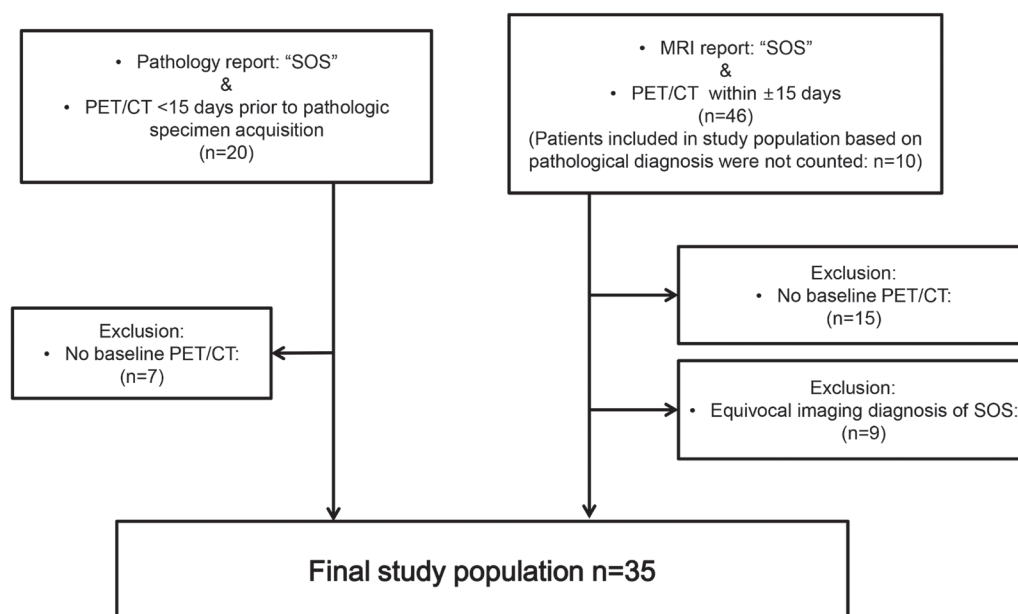 • Pathology report: “SOS”
&
• PET/CT <15 days prior to pathologic
specimen acquisition
(n=20)
• MRI report: “SOS”
&
• PET/CT within ±15 days
(n=46)
(Patients included in study population based on
pathological diagnosis were not counted: n=10)
Exclusion:
• No baseline PET/CT:
(n=7)
Exclusion:
• No baseline PET/CT:
(n=15)
Exclusion:
• Equivocal imaging diagnosis of SOS:
(n=9)
Final study population n=35